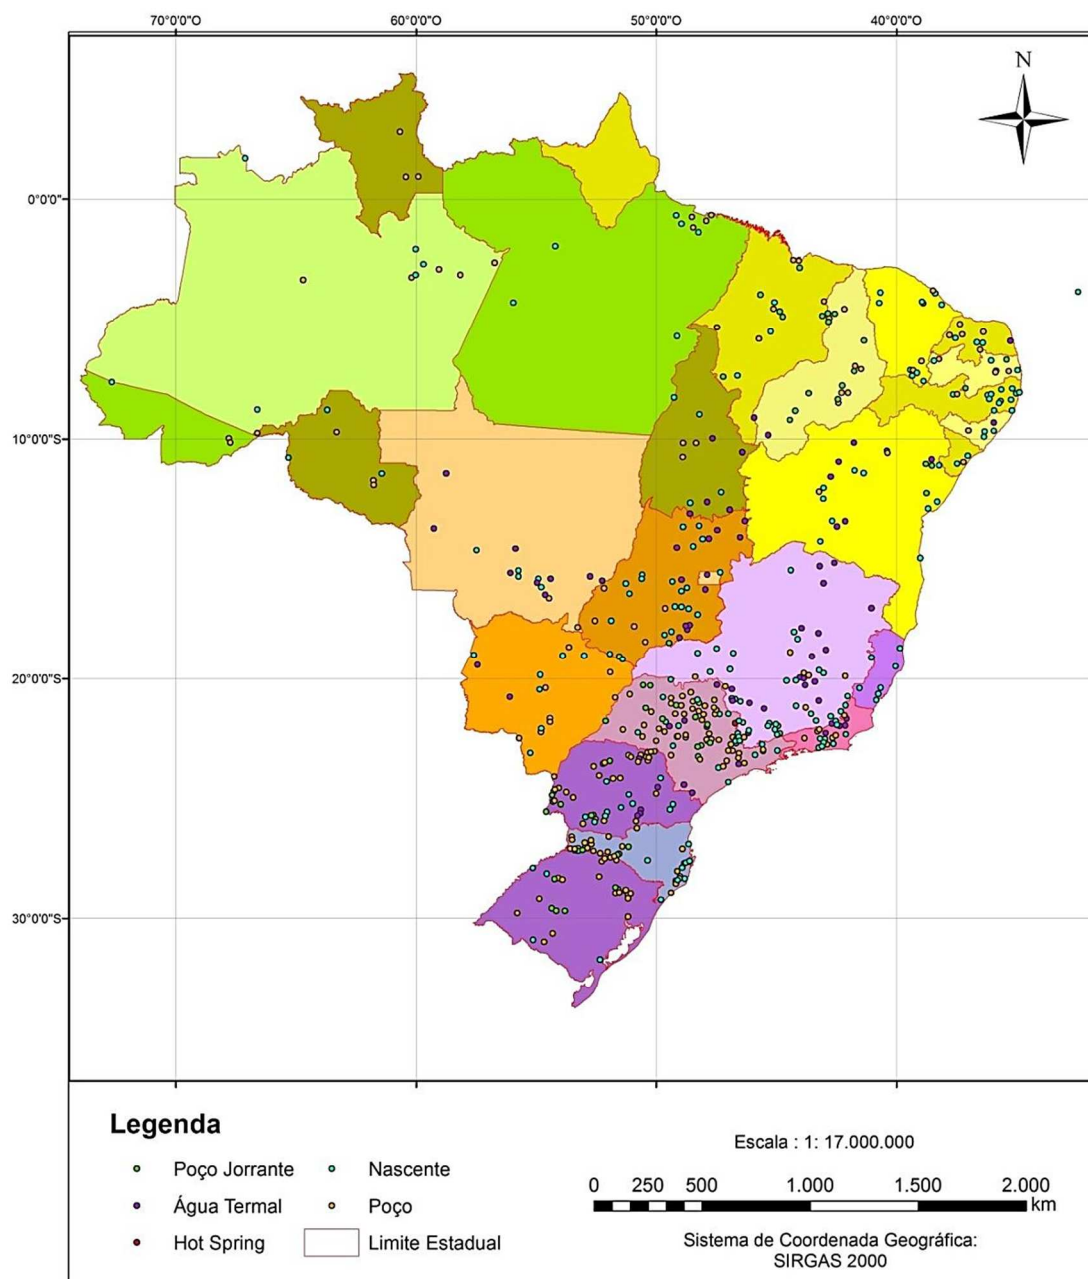 70°0'0"O 60°0'0"O 50°0'0"O 40°0'0"O
N
0°0'0"
10°0'0"S
20°0'0"S
30°0'0"S
Legenda
Poço Jorrante
Nascente
Água Termal
Poço
Hot Spring
Limite Estadual
Escala : 1: 17.000.000
0 250 500 1.000 1.500 2.000
km
Sistema de Coordenada Geográfica:
SIRGAS 2000